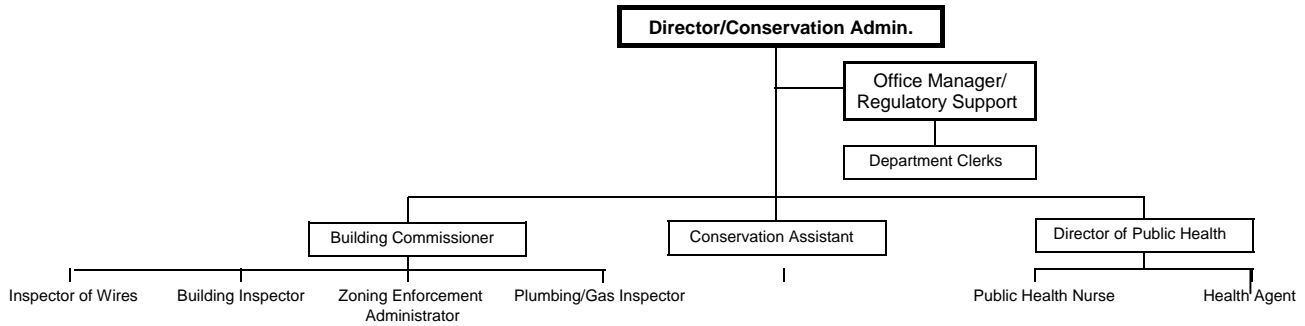 Director/Conservation Admin.
Office Manager/
Regulatory Support
Department Clerks
Building Commissioner
Conservation Assistant
Director of Public Health
Inspector of Wires
Building Inspector
Zoning Enforcement
Administrator
Plumbing/Gas Inspector
Public Health Nurse
Health Agent